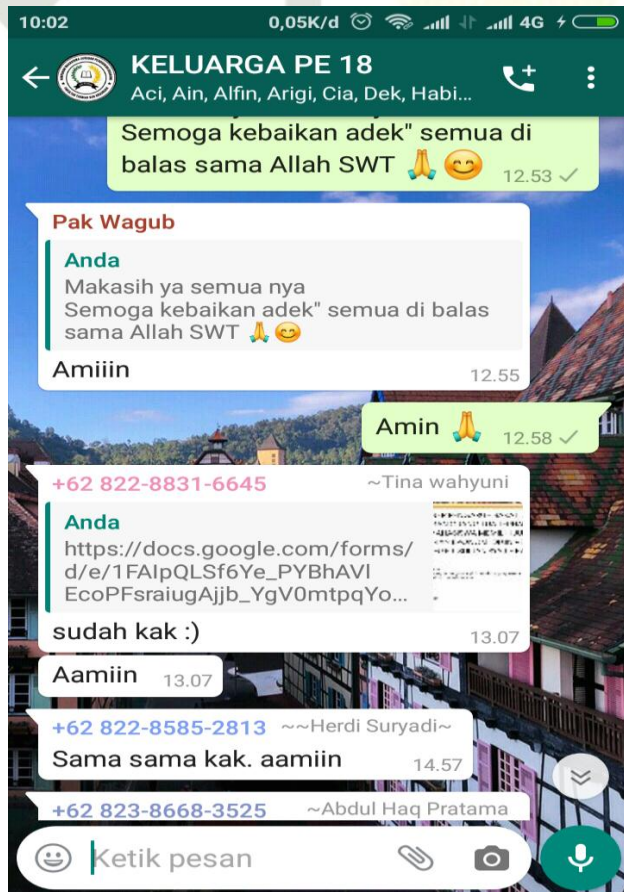 10:02 0,05K/d 4G
KELUARGA PE 18
Aci, Ain, Alfin, Arigi, Cia, Dek, Habi...
Semoga kebaikan adek" semua di
balas sama Allah SWT 🙏😊
12.53
Pak Wagub
Anda
Makasih ya semua nya
Semoga kebaikan adek" semua di balas
sama Allah SWT 🙏😊
Amiiin
12.55
Amin 🙏 12.58
+62 822-8831-6645 ~Tina wahyuni
Anda
https://docs.google.com/forms/
d/e/1FAIpQLSf6Ye_PYBhAVl
EcoPFsraiugAjjb_YgV0mtpqYo...
sudah kak :)
13.07
Aamiin 13.07
+62 822-8585-2813 ~~Herdi Suryadi~
Sama sama kak. aamiin 14.57
+62 823-8668-3525 ~Abdul Haq Pratama
Ketik pesan